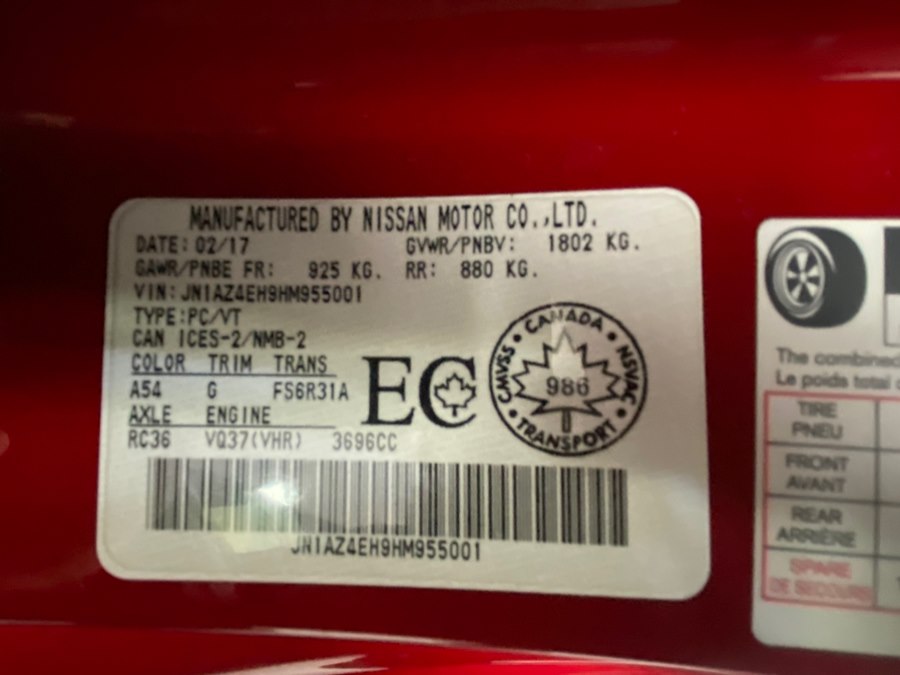 MANUFACTURED BY NISSAN MOTOR CO.,LTD.
DATE: 02/17 GVWR/PNBV: 1802 KG.
GAWR/PNBE FR: 925 KG. RR: 880 KG.
VIN: JN1AZ4EH9HM955001
TYPE:PC/VT
CAN ICES-2/NMB-2
COLOR TRIM TRANS
A54 G FS6R31A
AXLE ENGINE
RC36 VQ37(VHR) 3696CC
EC
CANADA
CMVSS • NSVAC
986
TRANSPORT
JN1AZ4EH9HM955001
The combined
Le poids total
TIRE
PNEU
FRONT
AVANT
REAR
ARRIÈRE
SPARE
DE SECOURS